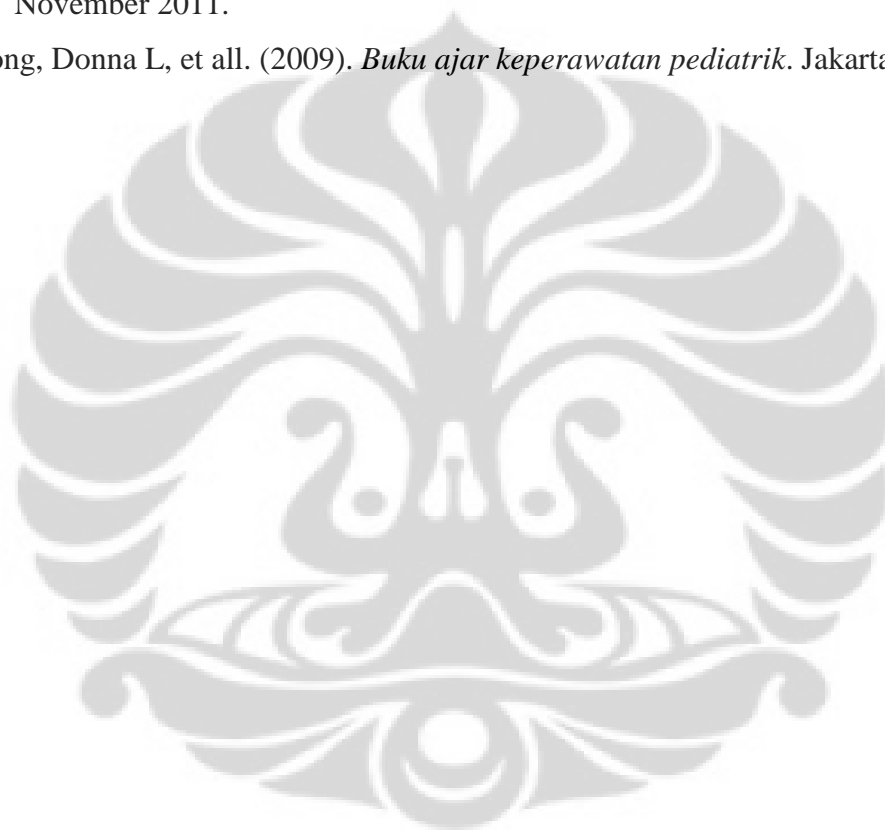 November 2011.
ong, Donna L, et all. (2009). Buku ajar keperawatan pediatrik. Jakarta